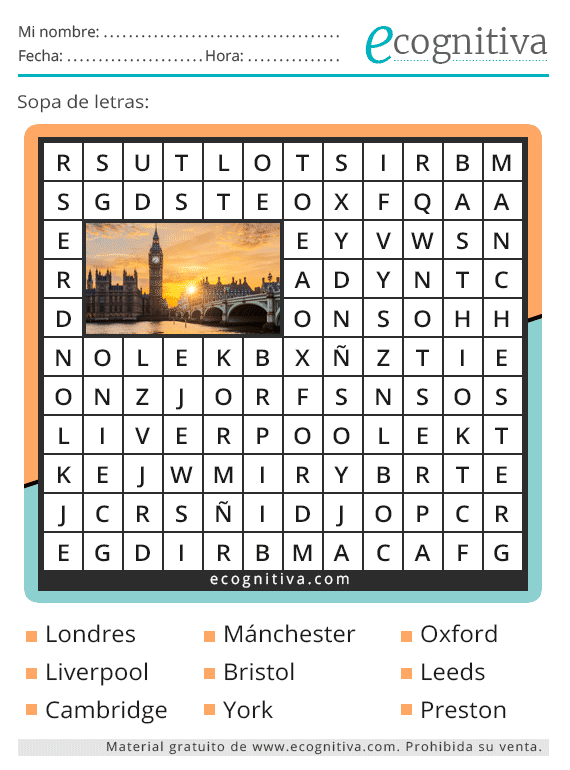 Mi nombre: .....................................
ecognitiva
Fecha: ..................... Hora: ...............
Sopa de letras:
R S U T L O T S I R B M
S G D S T E O X F Q A A
E E Y V W S N
R A D Y N T C
D O N S O H H
N O L E K B X Ñ Z T I E
O N Z J O R F S N S O S
L I V E R P O O L E K T
K E J W M I R Y B R T E
J C R S Ñ I D J O P C R
E G D I R B M A C A F G
ecognitiva.com
Londres Mánchester Oxford
Liverpool Bristol Leeds
Cambridge York Preston
Material gratuito de www.ecognitiva.com. Prohibida su venta.